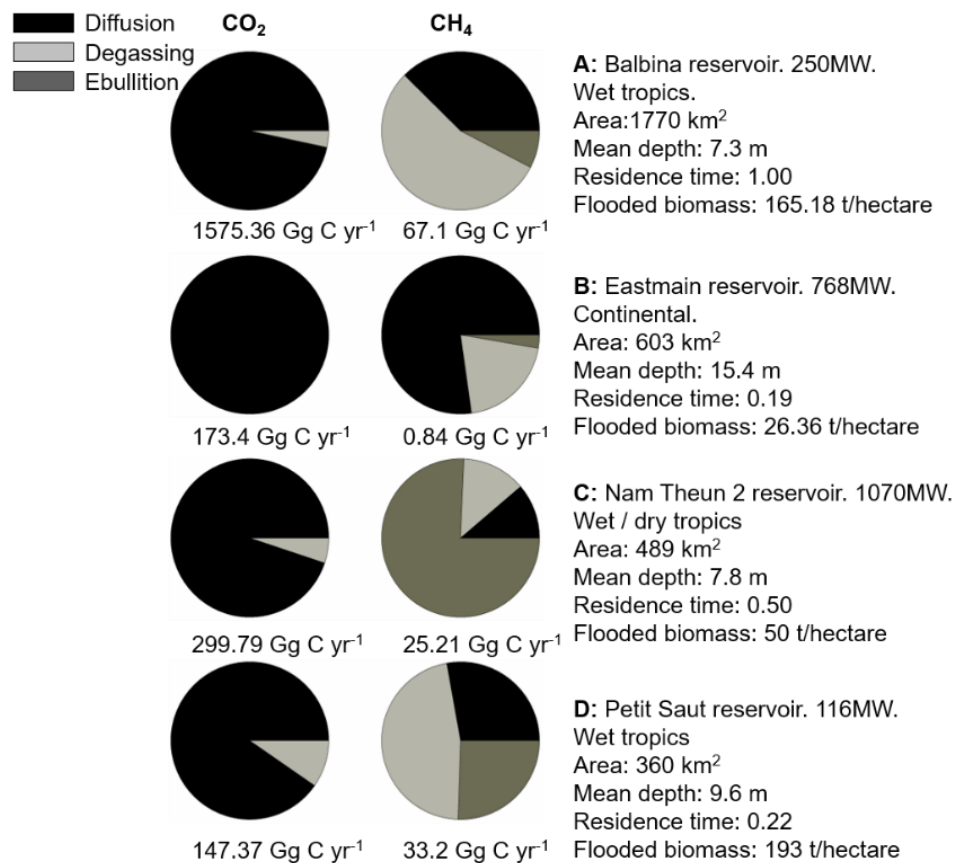 Diffusion
Degassing
Ebullition
CO₂
CH₄
1575.36 Gg C yr⁻¹
67.1 Gg C yr⁻¹
A: Balbina reservoir. 250MW.
Wet tropics.
Area:1770 km²
Mean depth: 7.3 m
Residence time: 1.00
Flooded biomass: 165.18 t/hectare
173.4 Gg C yr⁻¹
0.84 Gg C yr⁻¹
B: Eastmain reservoir. 768MW.
Continental.
Area: 603 km²
Mean depth: 15.4 m
Residence time: 0.19
Flooded biomass: 26.36 t/hectare
299.79 Gg C yr⁻¹
25.21 Gg C yr⁻¹
C: Nam Theun 2 reservoir. 1070MW.
Wet / dry tropics
Area: 489 km²
Mean depth: 7.8 m
Residence time: 0.50
Flooded biomass: 50 t/hectare
147.37 Gg C yr⁻¹
33.2 Gg C yr⁻¹
D: Petit Saut reservoir. 116MW.
Wet tropics
Area: 360 km²
Mean depth: 9.6 m
Residence time: 0.22
Flooded biomass: 193 t/hectare